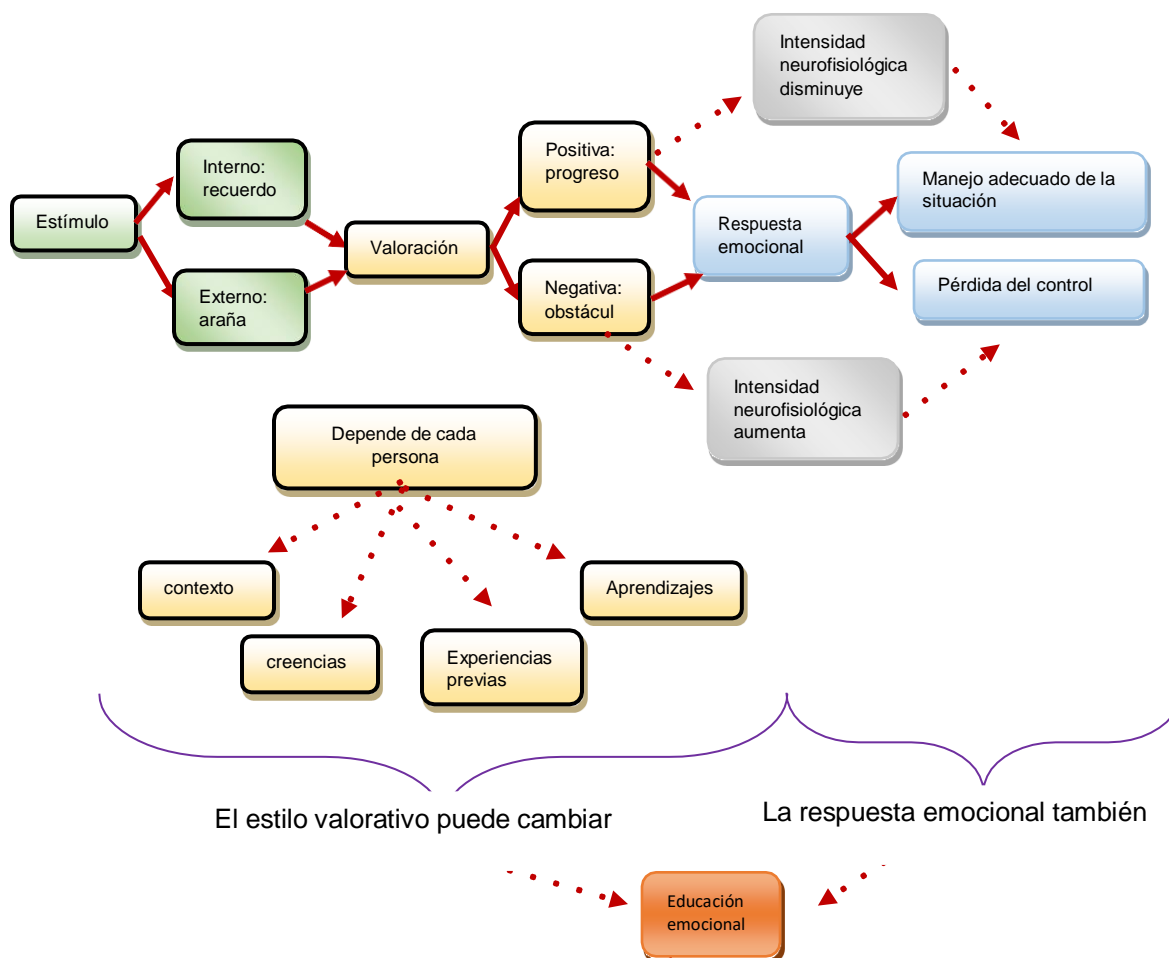 Intensidad
neurofisiológica
disminuye
Interno:
recuerdo
Positiva:
progreso
Manejo adecuado de la
situación
Estímulo
Valoración
Respuesta
emocional
Externo:
araña
Negativa:
obstácul
Pérdida del control
Intensidad
neurofisiológica
aumenta
Depende de cada
persona
contexto
Aprendizajes
creencias
Experiencias
previas
El estilo valorativo puede cambiar
La respuesta emocional también
Educación
emocional